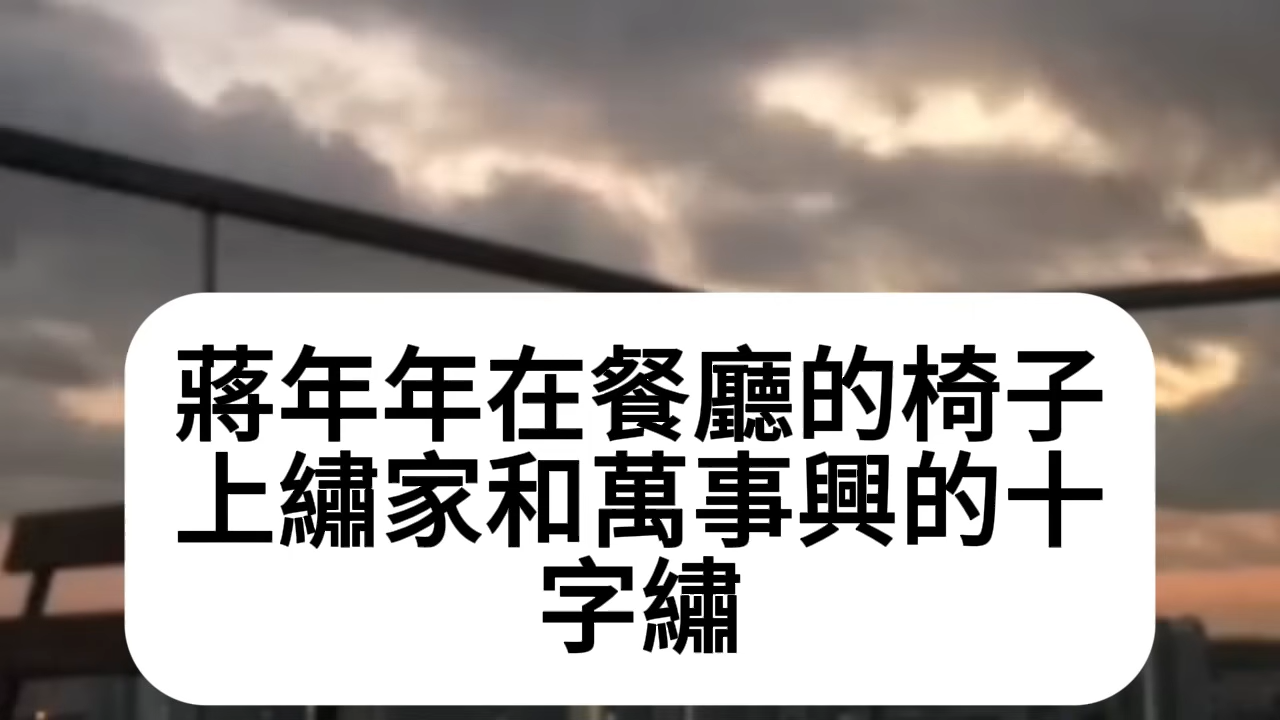 蔣年年在餐廳的椅子
上繡家和萬事興的十
字繡